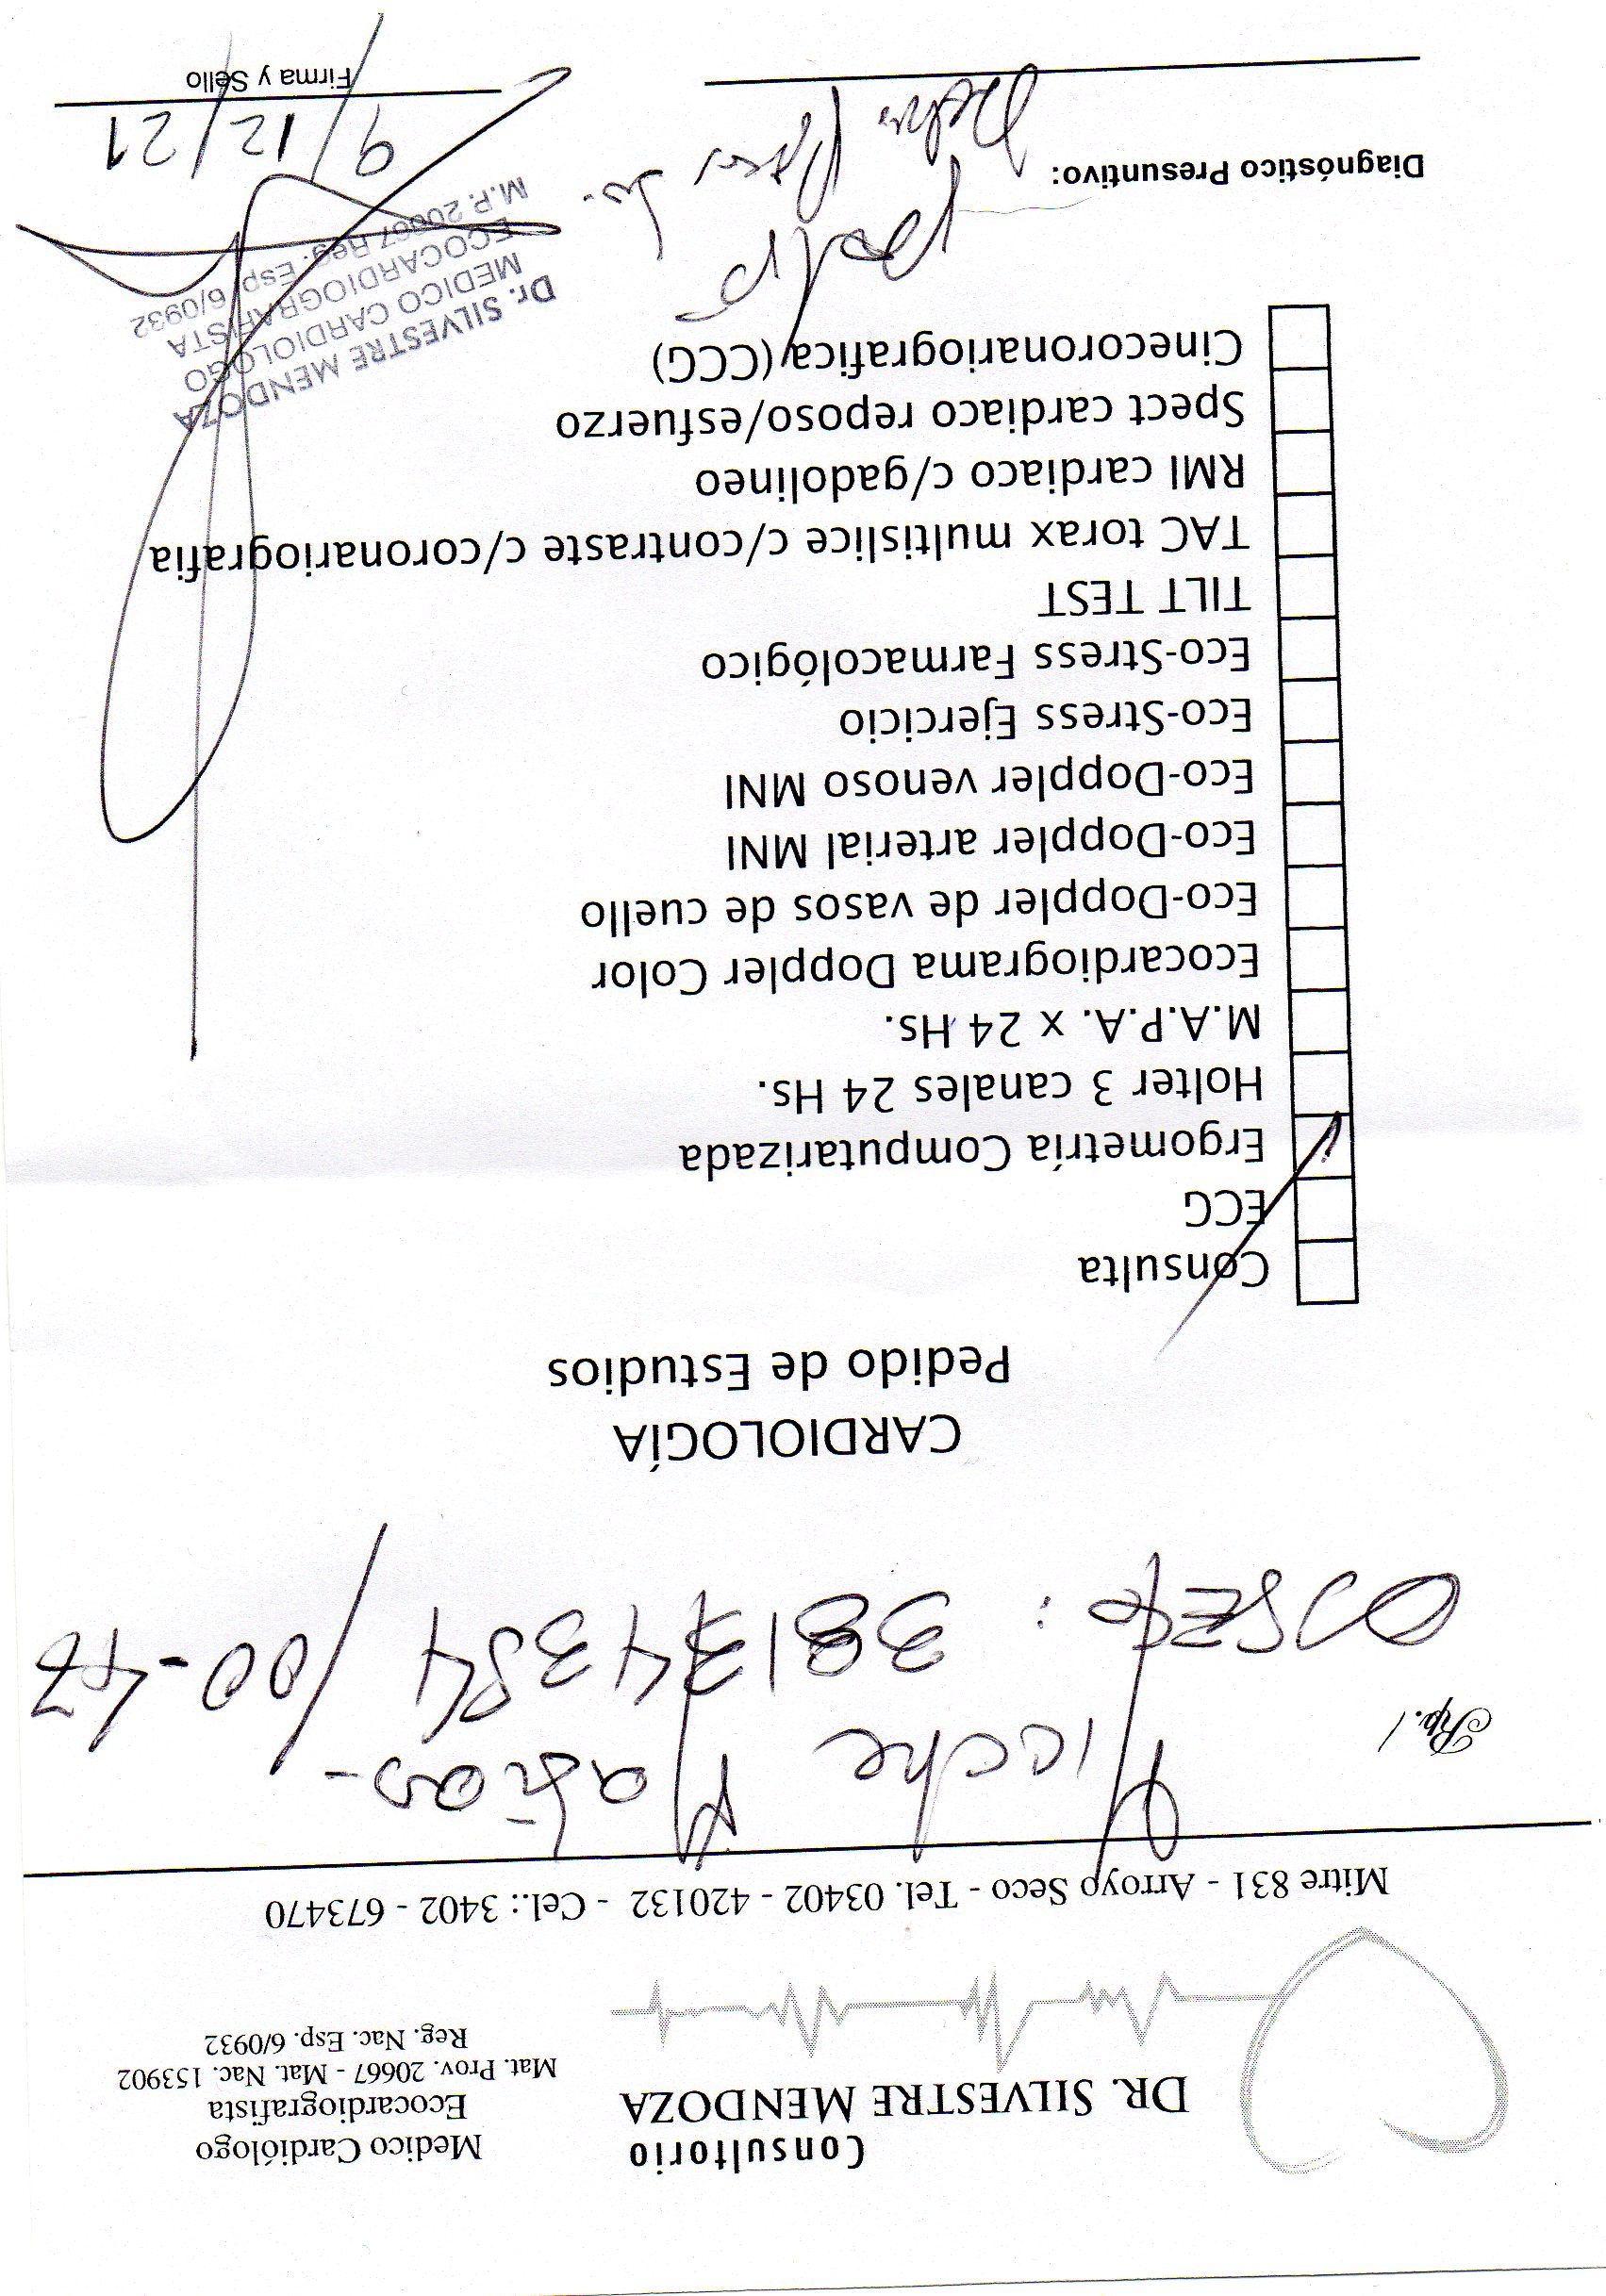 Consultorio
DR. SILVESTRE MENDOZA
Medico Cardiólogo
Ecocardiografista
Mat. Prov. 20667 - Mat. Nac. 153902
Reg. Nac. Esp. 6/0932
Mitre 831 - Arroyo Seco - Tel. 03402 - 420132 - Cel.: 3402 - 673470
Micche Matias-
Rp./
38134354/00-47
CARDIOLOGÍA
Pedido de Estudios
Consulta
ECG
Ergometría Computarizada
Holter 3 canales 24 Hs.
M.A.P.A. x 24 Hs.
Ecocardiograma Doppler Color
Eco-Doppler de vasos de cuello
Eco-Doppler arterial MNI
Eco-Doppler venoso MNI
Eco-Stress Ejercicio
Eco-Stress Farmacológico
TILT TEST
TAC torax multislice c/contraste c/coronariografia
RMI cardiaco c/gadolineo
Spect cardiaco reposo/esfuerzo
Cinecoronariografica (CCG)
Dr. SILVESTRE MENDOZA
MEDICO CARDIOLOGO
ECOCARDIOGRAFISTA
M.P. 20667 Reg. Esp. 6/0932
Diagnóstico Presuntivo:
9/12/21
Firma y Sello